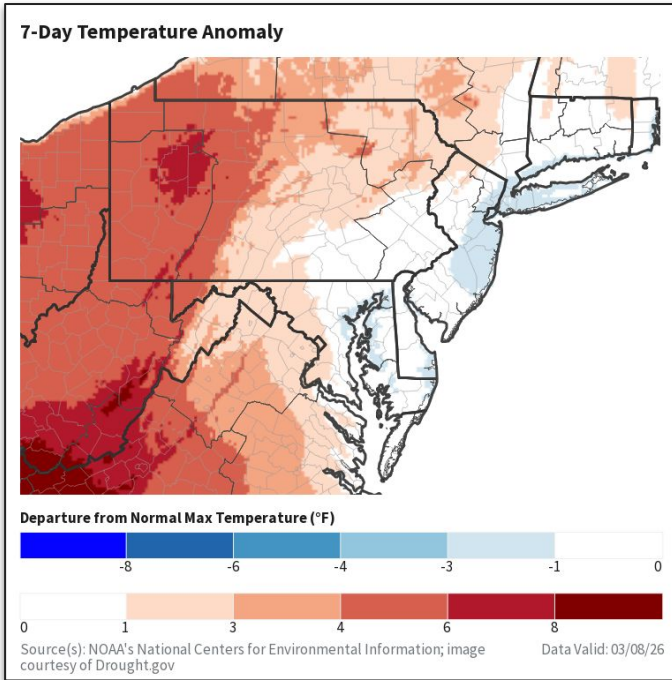 7-Day Temperature Anomaly
Departure from Normal Max Temperature (°F)
-8 -6 -4 -3 -1 0
0 1 3 4 6 8
Source(s): NOAA's National Centers for Environmental Information; image
courtesy of Drought.gov
Data Valid: 03/08/26